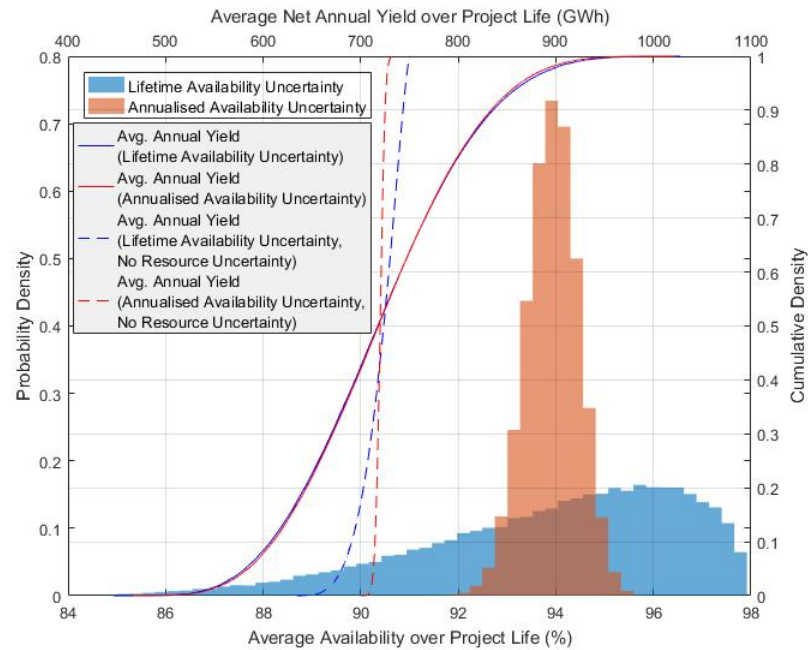 Average Net Annual Yield over Project Life (GWh)
400 500 600 700 800 900 1000 1100
Lifetime Availability Uncertainty
Annualised Availability Uncertainty
Avg. Annual Yield
(Lifetime Availability Uncertainty)
Avg. Annual Yield
(Annualised Availability Uncertainty)
Avg. Annual Yield
(Lifetime Availability Uncertainty,
No Resource Uncertainty)
Avg. Annual Yield
(Annualised Availability Uncertainty,
No Resource Uncertainty)
Probability Density
0.8
0.7
0.6
0.5
0.4
0.3
0.2
0.1
0
Cumulative Density
1
0.9
0.8
0.7
0.6
0.5
0.4
0.3
0.2
0.1
0
84 86 88 90 92 94 96 98
Average Availability over Project Life (%)